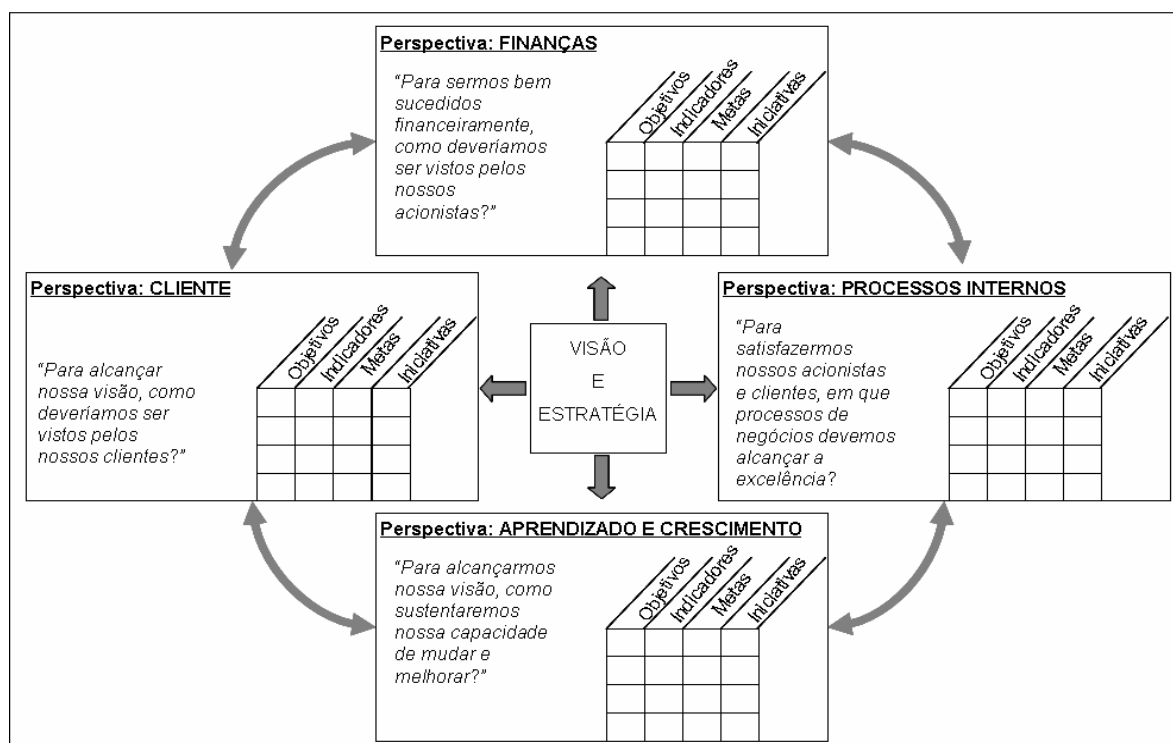 Perspectiva: FINANÇAS
“Para sermos bem
sucedidos
financeiramente,
como deveríamos
ser vistos pelos
nossos
acionistas?”
Objetivos
Indicadores
Metas
Iniciativas
Perspectiva: CLIENTE
“Para alcançar
nossa visão, como
deveríamos ser
vistos pelos
nossos clientes?”
Objetivos
Indicadores
Metas
Iniciativas
VISÃO
E
ESTRATÉGIA
Perspectiva: PROCESSOS INTERNOS
“Para
satisfazermos
nossos acionistas
e clientes, em que
processos de
negócios devemos
alcançar a
excelência?
Objetivos
Indicadores
Metas
Iniciativas
Perspectiva: APRENDIZADO E CRESCIMENTO
“Para alcançarmos
nossa visão, como
sustentaremos
nossa capacidade
de mudar e
melhorar?”
Objetivos
Indicadores
Metas
Iniciativas